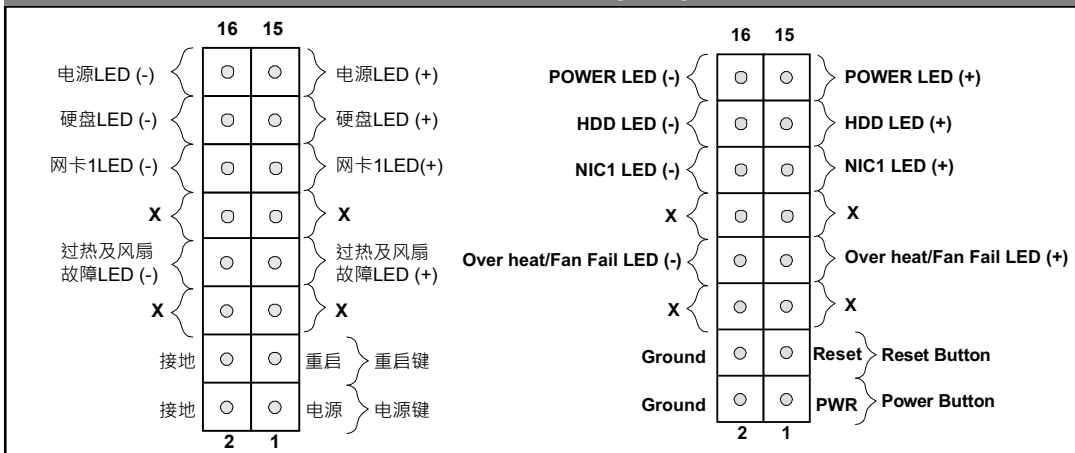 16 15
电源LED (-) 电源LED (+)
硬盘LED (-) 硬盘LED (+)
网卡1LED (-) 网卡1LED(+)
X X
过热及风扇 过热及风扇
故障LED (-) 故障LED (+)
X X
接地 重启 重启键
接地 电源 电源键
2 1
16 15
POWER LED (-) POWER LED (+)
HDD LED (-) HDD LED (+)
NIC1 LED (-) NIC1 LED (+)
X X
Over heat/Fan Fail LED (-) Over heat/Fan Fail LED (+)
X X
Ground Reset Reset Button
Ground PWR Power Button
2 1